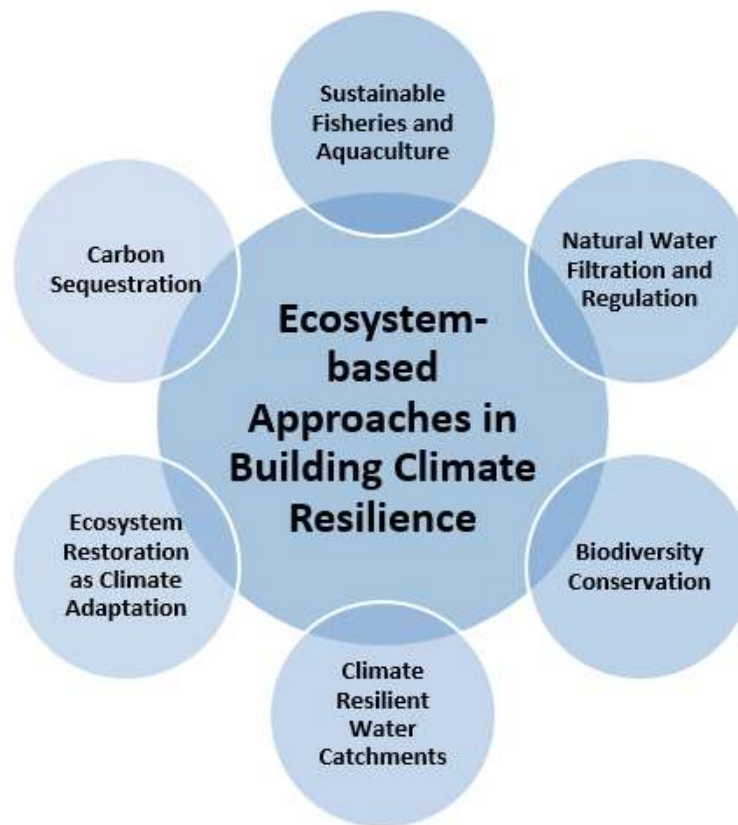 Sustainable
Fisheries and
Aquaculture
Natural Water
Filtration and
Regulation
Biodiversity
Conservation
Climate
Resilient
Water
Catchments
Ecosystem
Restoration
as Climate
Adaptation
Carbon
Sequestration
Ecosystem-
based
Approaches in
Building Climate
Resilience